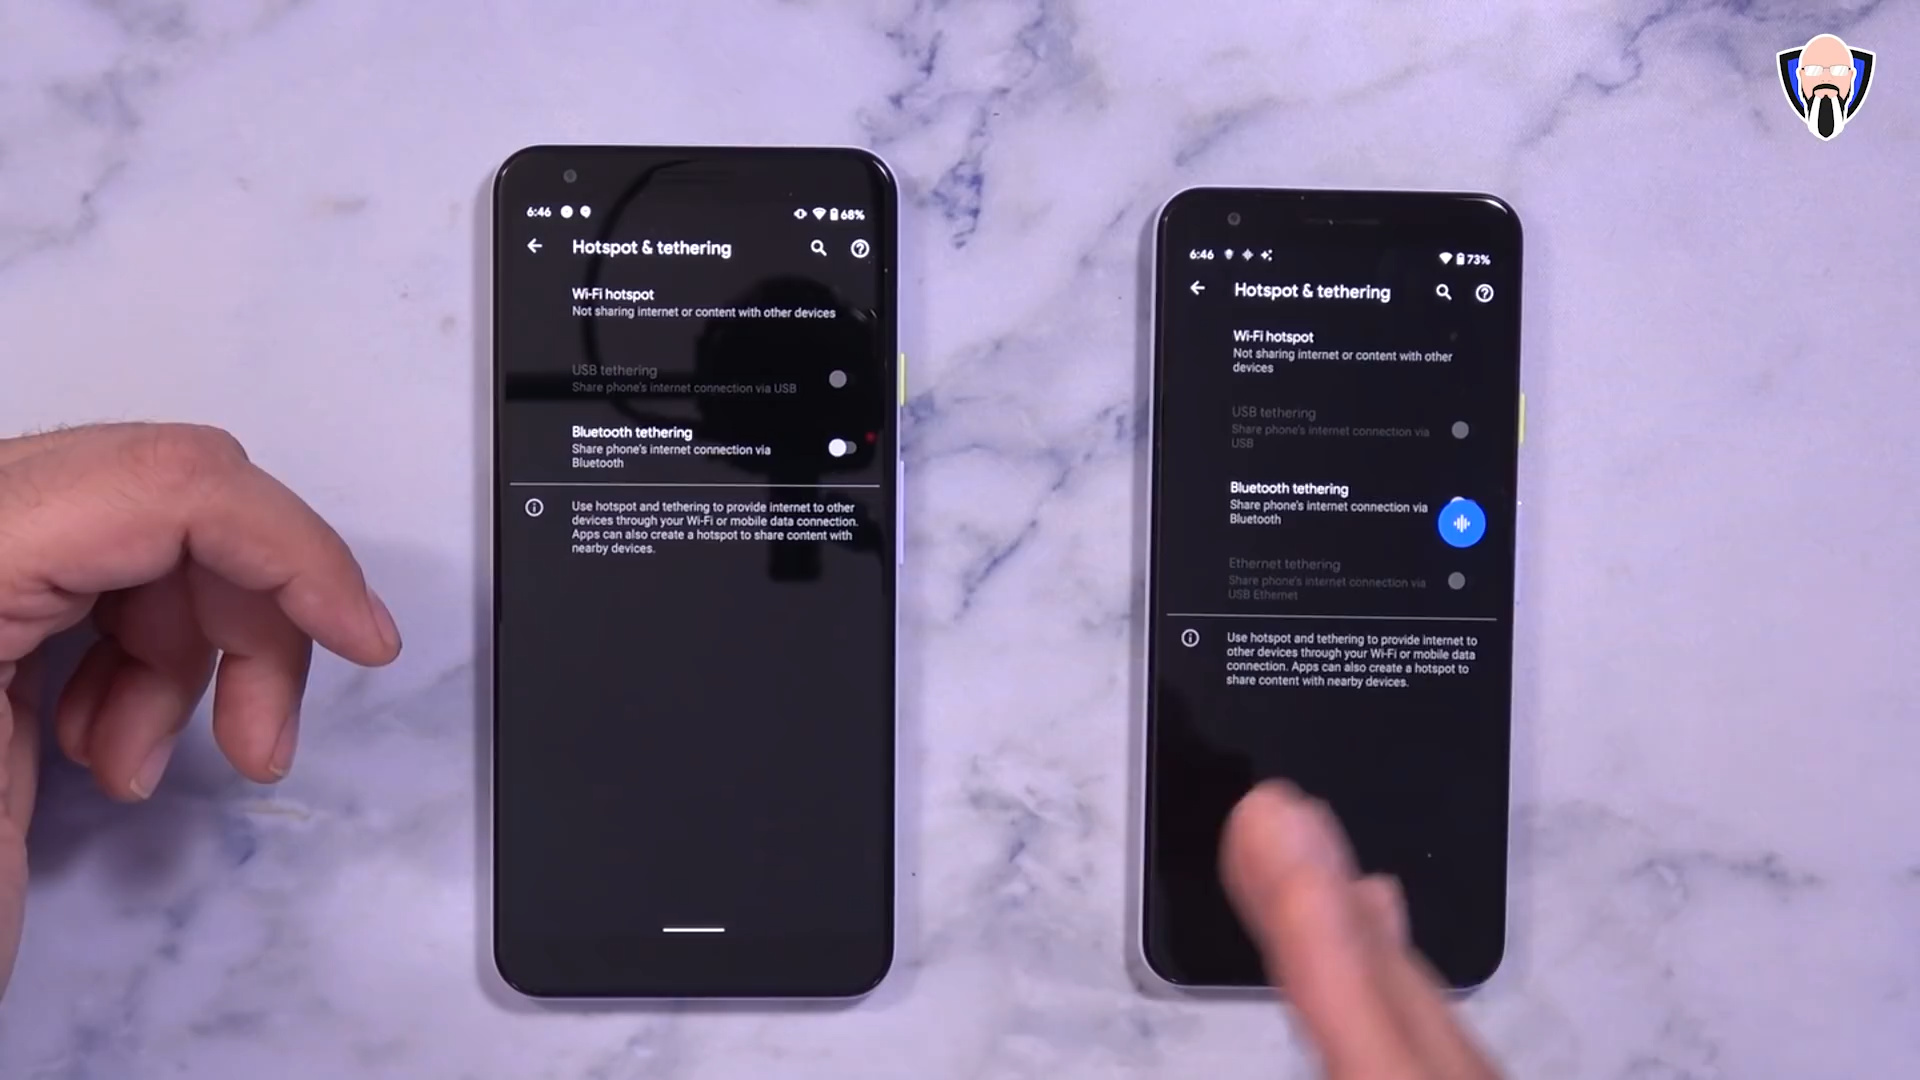 6:46
68%
Hotspot & tethering
Wi-Fi hotspot
Not sharing internet or content with other devices
USB tethering
Share phone's internet connection via USB
Bluetooth tethering
Share phone's internet connection via
Bluetooth
Use hotspot and tethering to provide internet to other
devices through your Wi-Fi or mobile data connection.
Apps can also create a hotspot to share content with
nearby devices.
6:46
73%
Hotspot & tethering
Wi-Fi hotspot
Not sharing internet or content with other
devices
USB tethering
Share phone's internet connection via
USB
Bluetooth tethering
Share phone's internet connection via
Bluetooth
Ethernet tethering
Share phone's internet connection via
USB Ethernet
Use hotspot and tethering to provide internet to
other devices through your Wi-Fi or mobile data
connection. Apps can also create a hotspot to
share content with nearby devices.